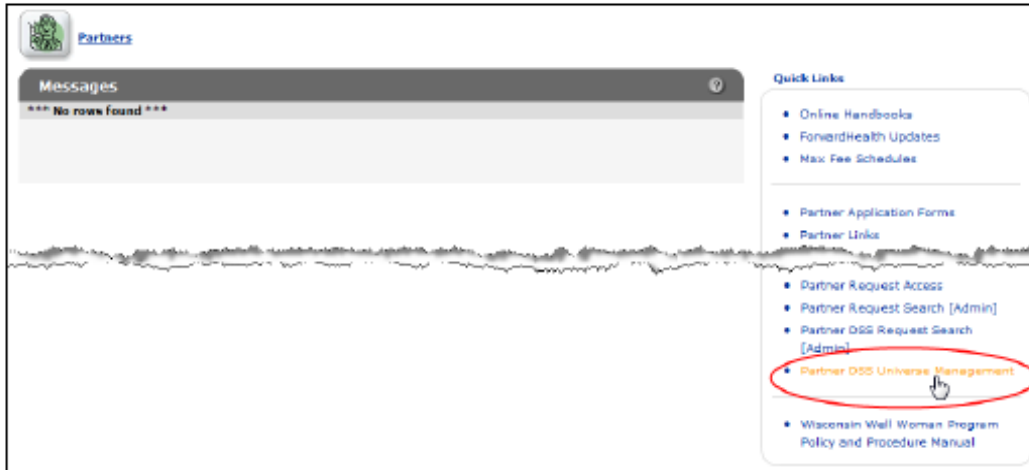 Partners
Messages
*** No rows found ***
Quick Links
Online Handbooks
ForwardHealth Updates
Max Fee Schedules
Partner Application Forms
Partner Links
Partner Request Access
Partner Request Search [Admin]
Partner DSS Request Search
[Admin]
Partner DSS Universe Management
Wisconsin Well Woman Program
Policy and Procedure Manual